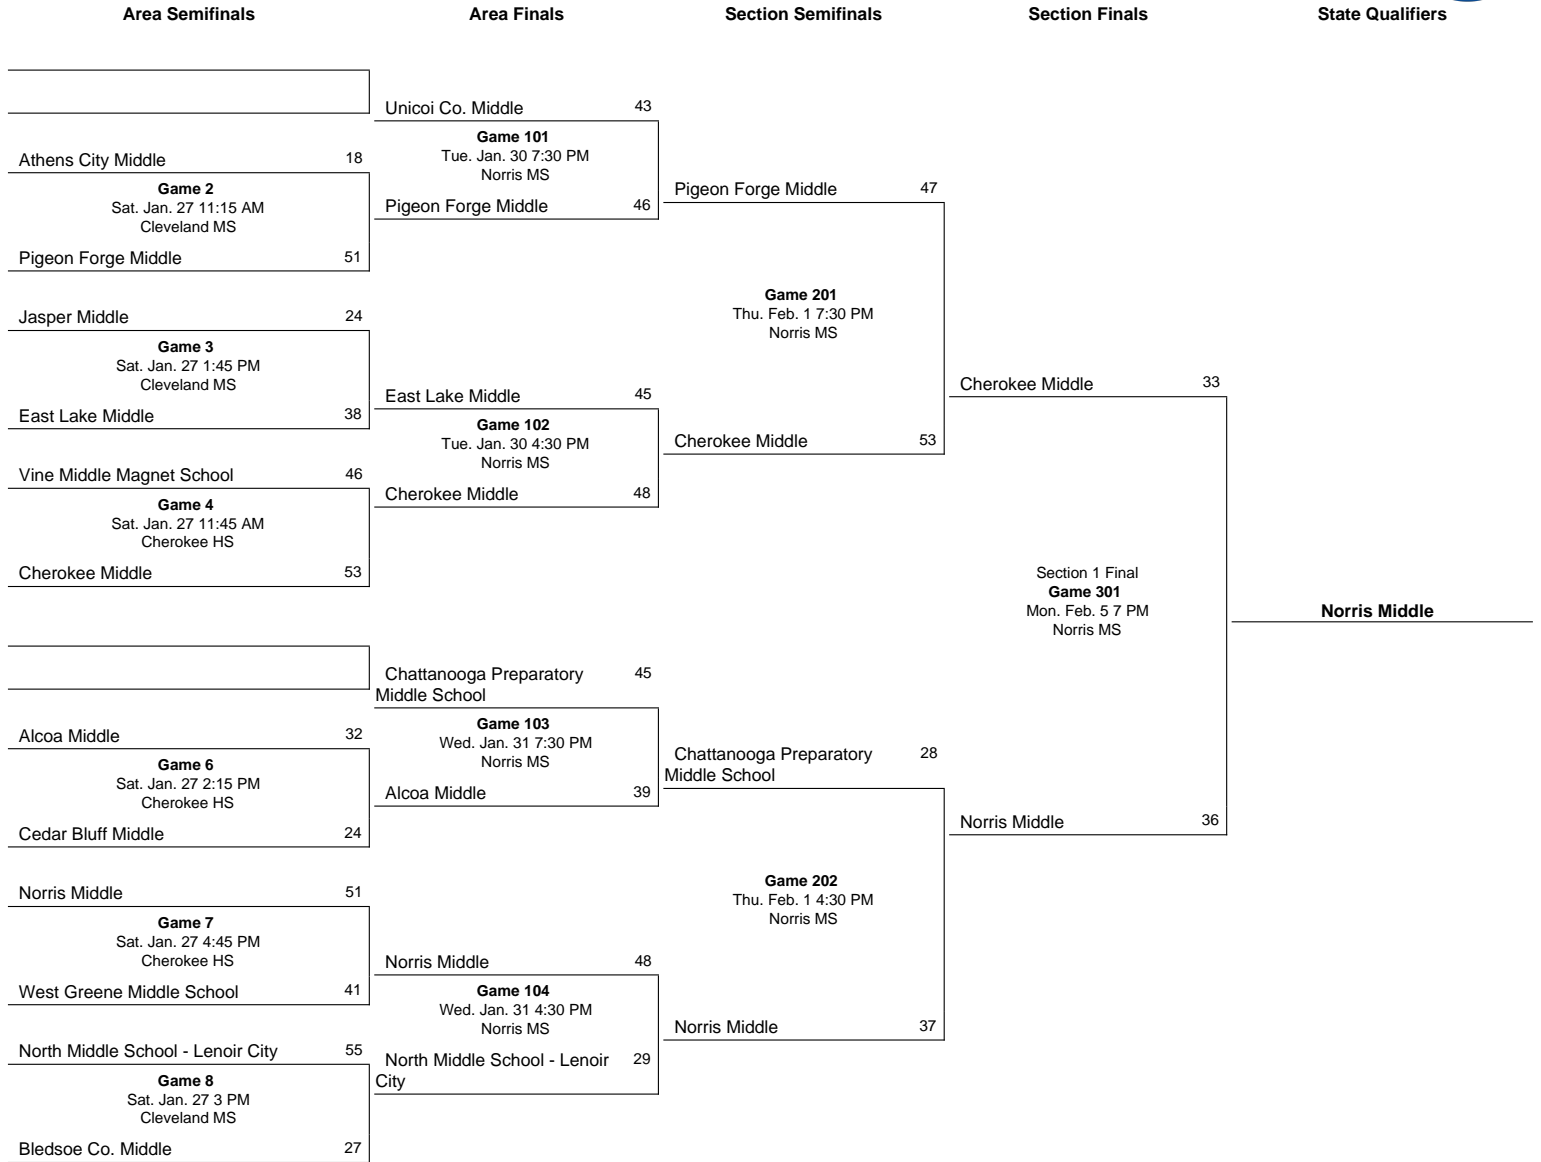 Area Semifinals
Area Finals
Section Semifinals
Section Finals
State Qualifiers
Athens City Middle 18
Game 2
Sat. Jan. 27 11:15 AM
Cleveland MS
Pigeon Forge Middle 51
Jasper Middle 24
Game 3
Sat. Jan. 27 1:45 PM
Cleveland MS
East Lake Middle 38
Vine Middle Magnet School 46
Game 4
Sat. Jan. 27 11:45 AM
Cherokee HS
Cherokee Middle 53
Alcoa Middle 32
Game 6
Sat. Jan. 27 2:15 PM
Cherokee HS
Cedar Bluff Middle 24
Norris Middle 51
Game 7
Sat. Jan. 27 4:45 PM
Cherokee HS
West Greene Middle School 41
North Middle School - Lenoir City 55
Game 8
Sat. Jan. 27 3 PM
Cleveland MS
Bledsoe Co. Middle 27
Unicoi Co. Middle 43
Game 101
Tue. Jan. 30 7:30 PM
Norris MS
Pigeon Forge Middle 46
East Lake Middle 45
Game 102
Tue. Jan. 30 4:30 PM
Norris MS
Cherokee Middle 48
Chattanooga Preparatory 45
Middle School
Game 103
Wed. Jan. 31 7:30 PM
Norris MS
Alcoa Middle 39
Norris Middle 48
Game 104
Wed. Jan. 31 4:30 PM
Norris MS
North Middle School - Lenoir 29
City
Pigeon Forge Middle 47
Game 201
Thu. Feb. 1 7:30 PM
Norris MS
Cherokee Middle 53
Chattanooga Preparatory 28
Middle School
Game 202
Thu. Feb. 1 4:30 PM
Norris MS
Norris Middle 37
Cherokee Middle 33
Section 1 Final
Game 301
Mon. Feb. 5 7 PM
Norris MS
Norris Middle 36
Norris Middle